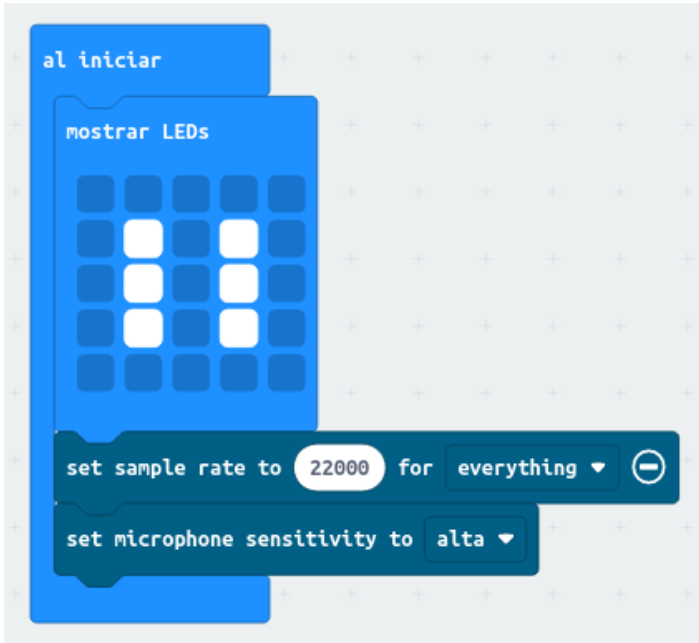 al iniciar
mostrar LEDs
set sample rate to 22000 for everything
set microphone sensitivity to alta